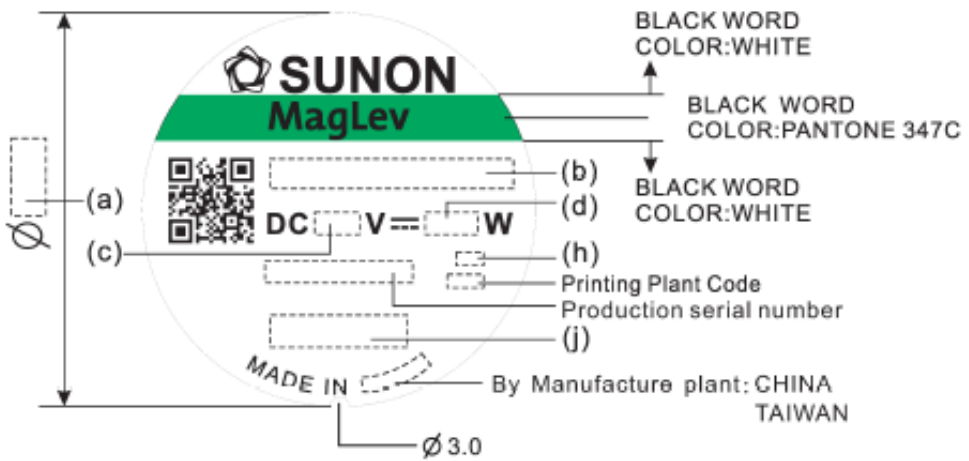 BLACK WORD
COLOR:WHITE
SUNON
MagLev
BLACK WORD
COLOR:PANTONE 347C
(a)
(b)
BLACK WORD
COLOR:WHITE
DC V W
(d)
(c)
(h)
Printing Plant Code
Production serial number
(j)
MADE IN
By Manufacture plant: CHINA
TAIWAN
Ø
Ø 3.0